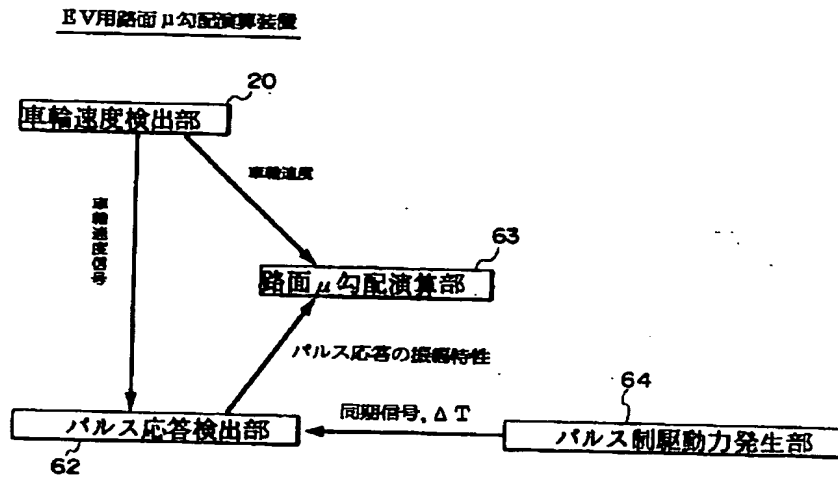 EV用路面μ勾配演算装置
20
車輪速度検出部
車輪速度
車輪速度信号
63
路面μ勾配演算部
パルス応答の振幅特性
64
同期信号,ΔT
パルス応答検出部
パルス制駆動力発生部
62